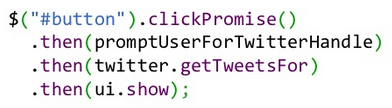 $("#button").clickPromise()
  .then(promptUserForTwitterHandle)
  .then(twitter.getTweetsFor)
  .then(ui.show);